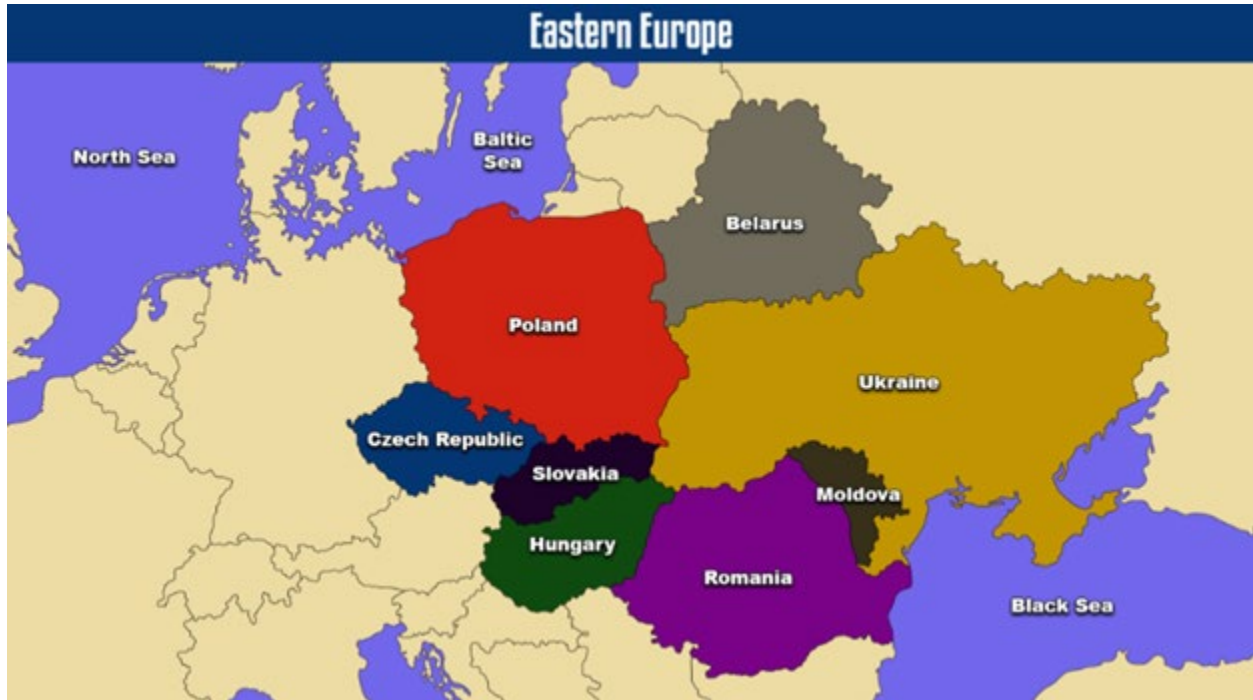 Eastern Europe
North Sea
Baltic
Sea
Belarus
Poland
Ukraine
Czech Republic
Slovakia
Moldova
Hungary
Romania
Black Sea